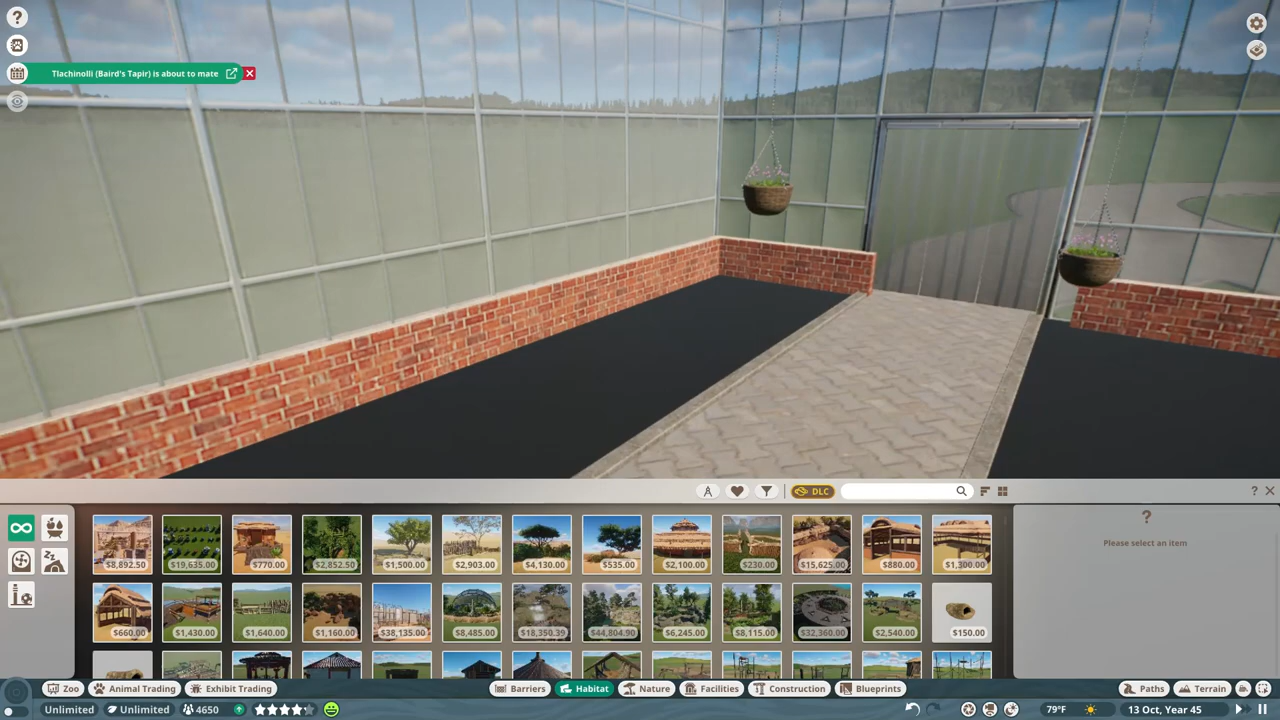 ?
Tlachinolli (Baird's Tapir) is about to mate
DLC
?
$8,892.50 $19,635.00 $770.00 $2,852.50 $1,500.00 $2,903.00 $4,130.00 $535.00 $2,100.00 $230.00 $15,625.00 $880.00 $1,300.00
?
Please select an item
$660.00 $1,430.00 $1,640.00 $1,160.00 $38,135.00 $8,485.00 $18,350.39 $44,804.90 $6,245.00 $8,115.00 $32,360.00 $2,540.00 $150.00
Zoo Animal Trading Exhibit Trading Barriers Habitat Nature Facilities Construction Blueprints Paths Terrain
Unlimited Unlimited 4650 79°F 13 Oct, Year 45